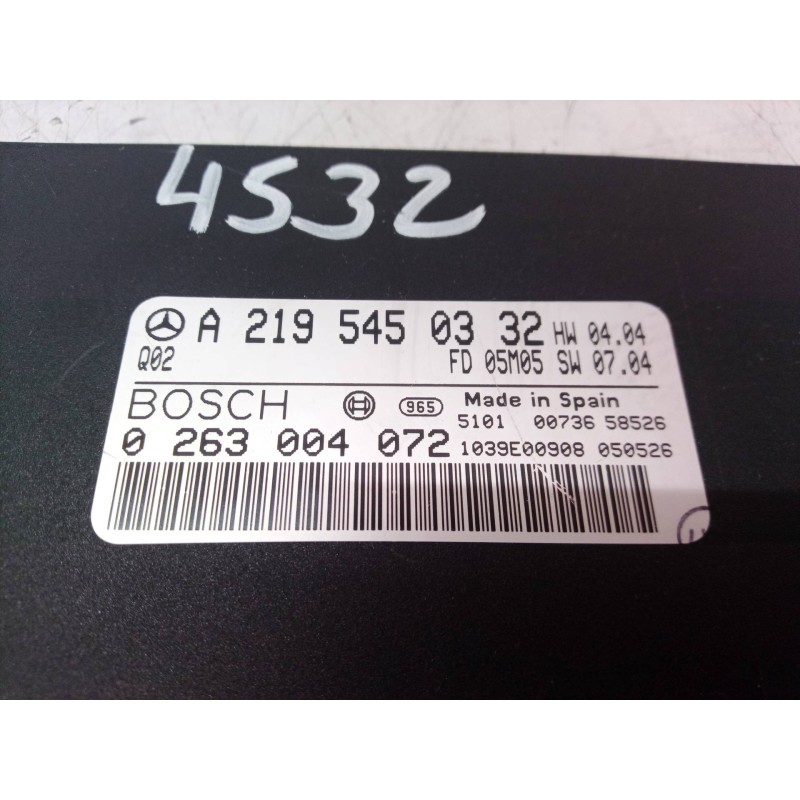 4532
A 219 545 03 32 HW 04.04
Q02 FD 05M05 SW 07.04
BOSCH 965 Made in Spain
5101 00736 58526
0 263 004 072 1039E00908 050526